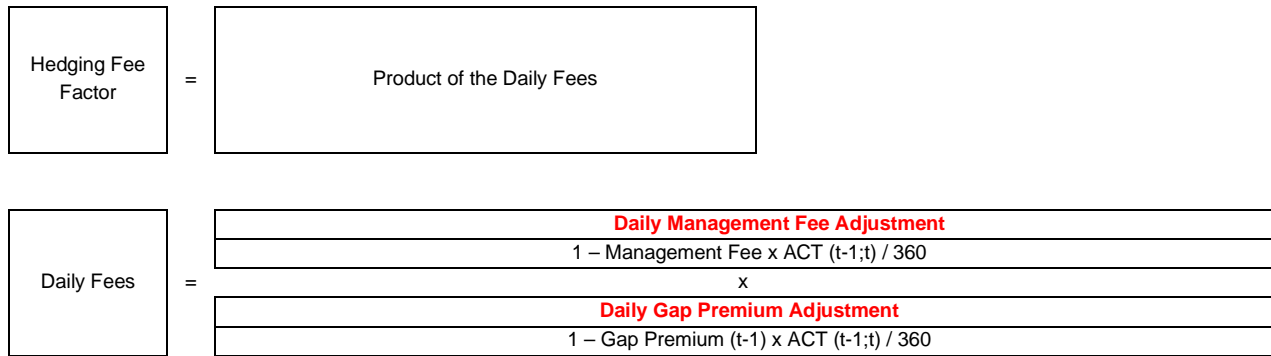 Hedging Fee
Factor
=
Product of the Daily Fees
Daily Fees
=
Daily Management Fee Adjustment
1 – Management Fee x ACT (t-1;t) / 360
x
Daily Gap Premium Adjustment
1 – Gap Premium (t-1) x ACT (t-1;t) / 360